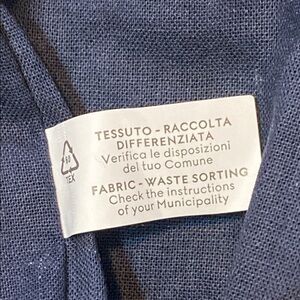 TESSUTO - RACCOLTA
DIFFERENZIATA
Verifica le disposizioni
del tuo Comune
60
TEX
FABRIC - WASTE SORTING
Check the instructions
of your Municipality